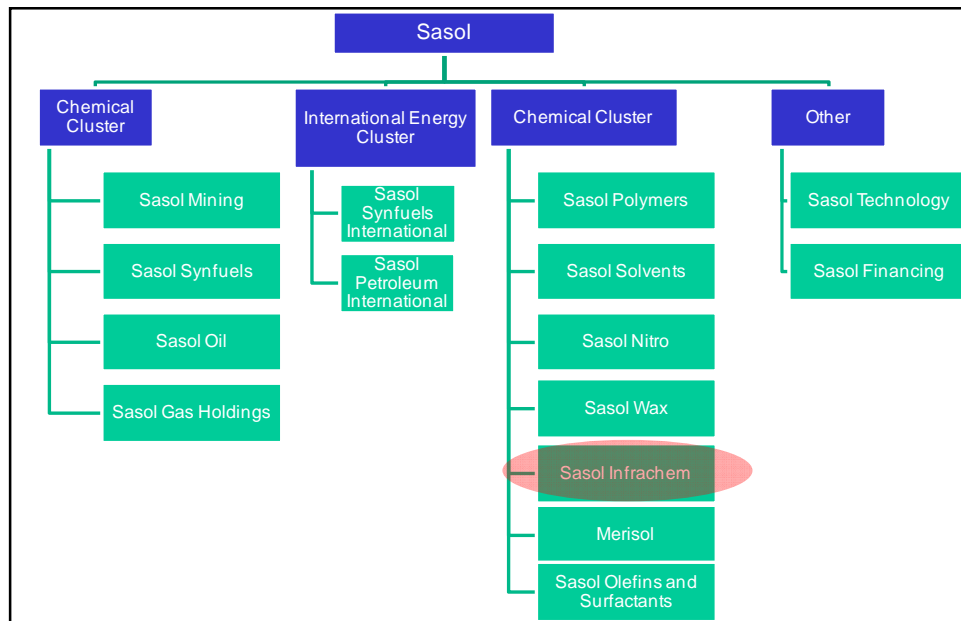 Sasol
Chemical
Cluster
Sasol Mining
Sasol Synfuels
Sasol Oil
Sasol Gas Holdings
International Energy
Cluster
Sasol
Synfuels
International
Sasol
Petroleum
International
Chemical Cluster
Sasol Polymers
Sasol Solvents
Sasol Nitro
Sasol Wax
Sasol Infrachem
Merisol
Sasol Olefins and
Surfactants
Other
Sasol Technology
Sasol Financing